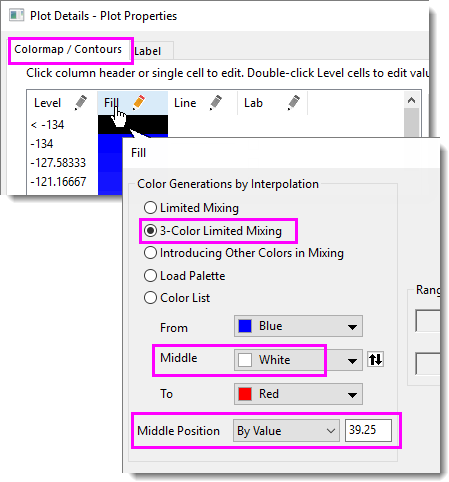 Plot Details - Plot Properties
Colormap / Contours
Label
Click column header or single cell to edit. Double-click Level cells to edit valu
Level
Fill
Line
Lab
< -134
-134
-127.58333
-121.16667
Fill
Color Generations by Interpolation
Limited Mixing
3-Color Limited Mixing
Introducing Other Colors in Mixing
Load Palette
Color List
From
Blue
Middle
White
To
Red
Middle Position
By Value
39.25
Rang